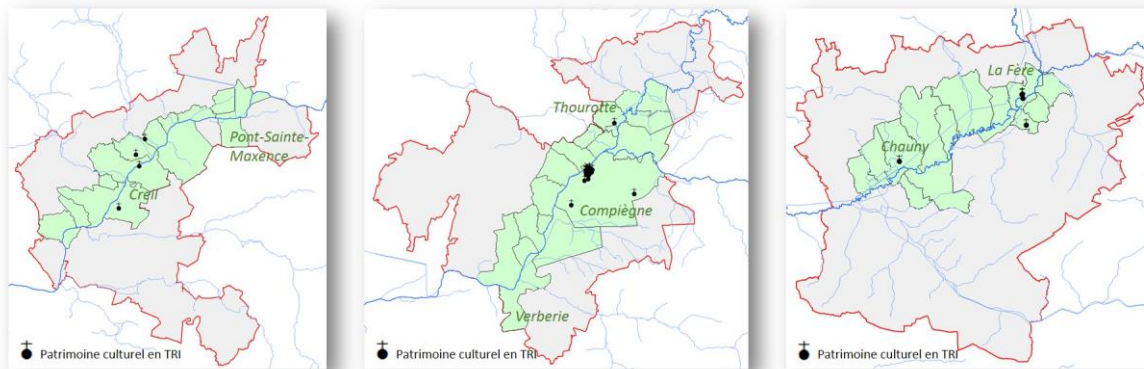 Pont-Sainte-
Maxence
Creil
Patrimoine culturel en TRI
Thourotte
Compiègne
Verberie
Patrimoine culturel en TRI
La Fère
Chauny
Patrimoine culturel en TRI